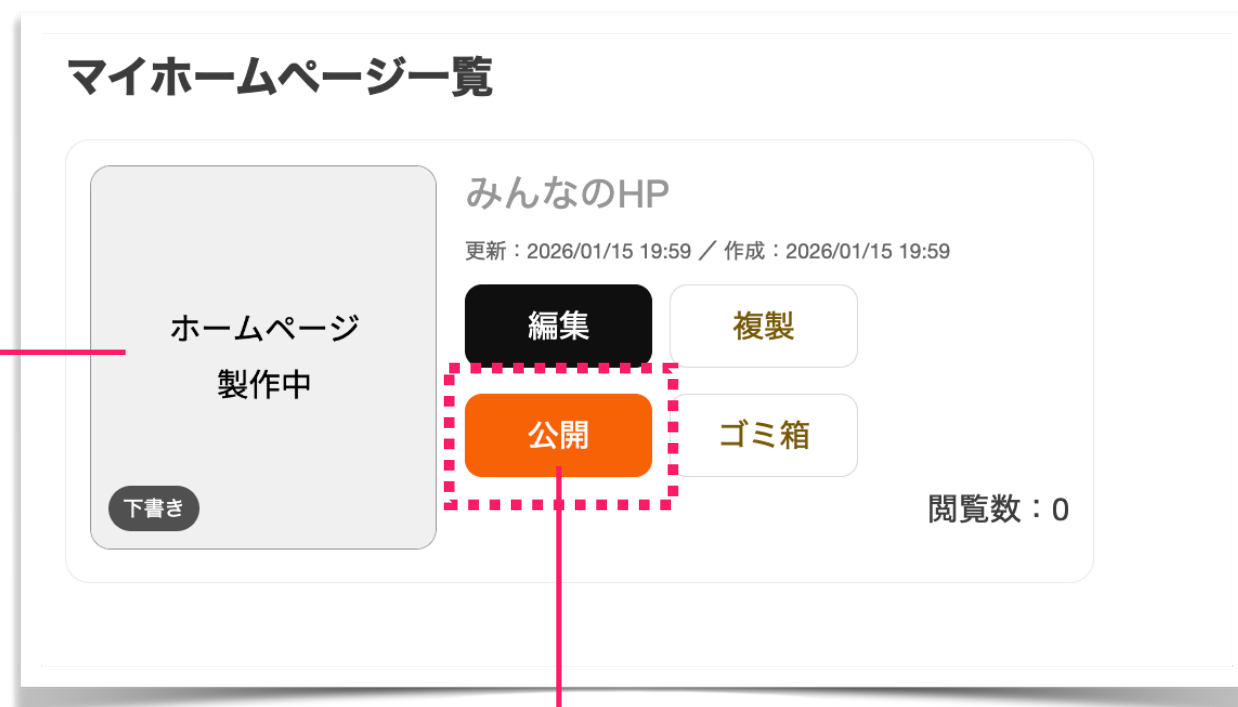 マイホームページ一覧
みんなのHP
更新：2026/01/15 19:59 ／ 作成：2026/01/15 19:59
ホームページ
製作中
編集
複製
公開
ゴミ箱
下書き
閲覧数：0